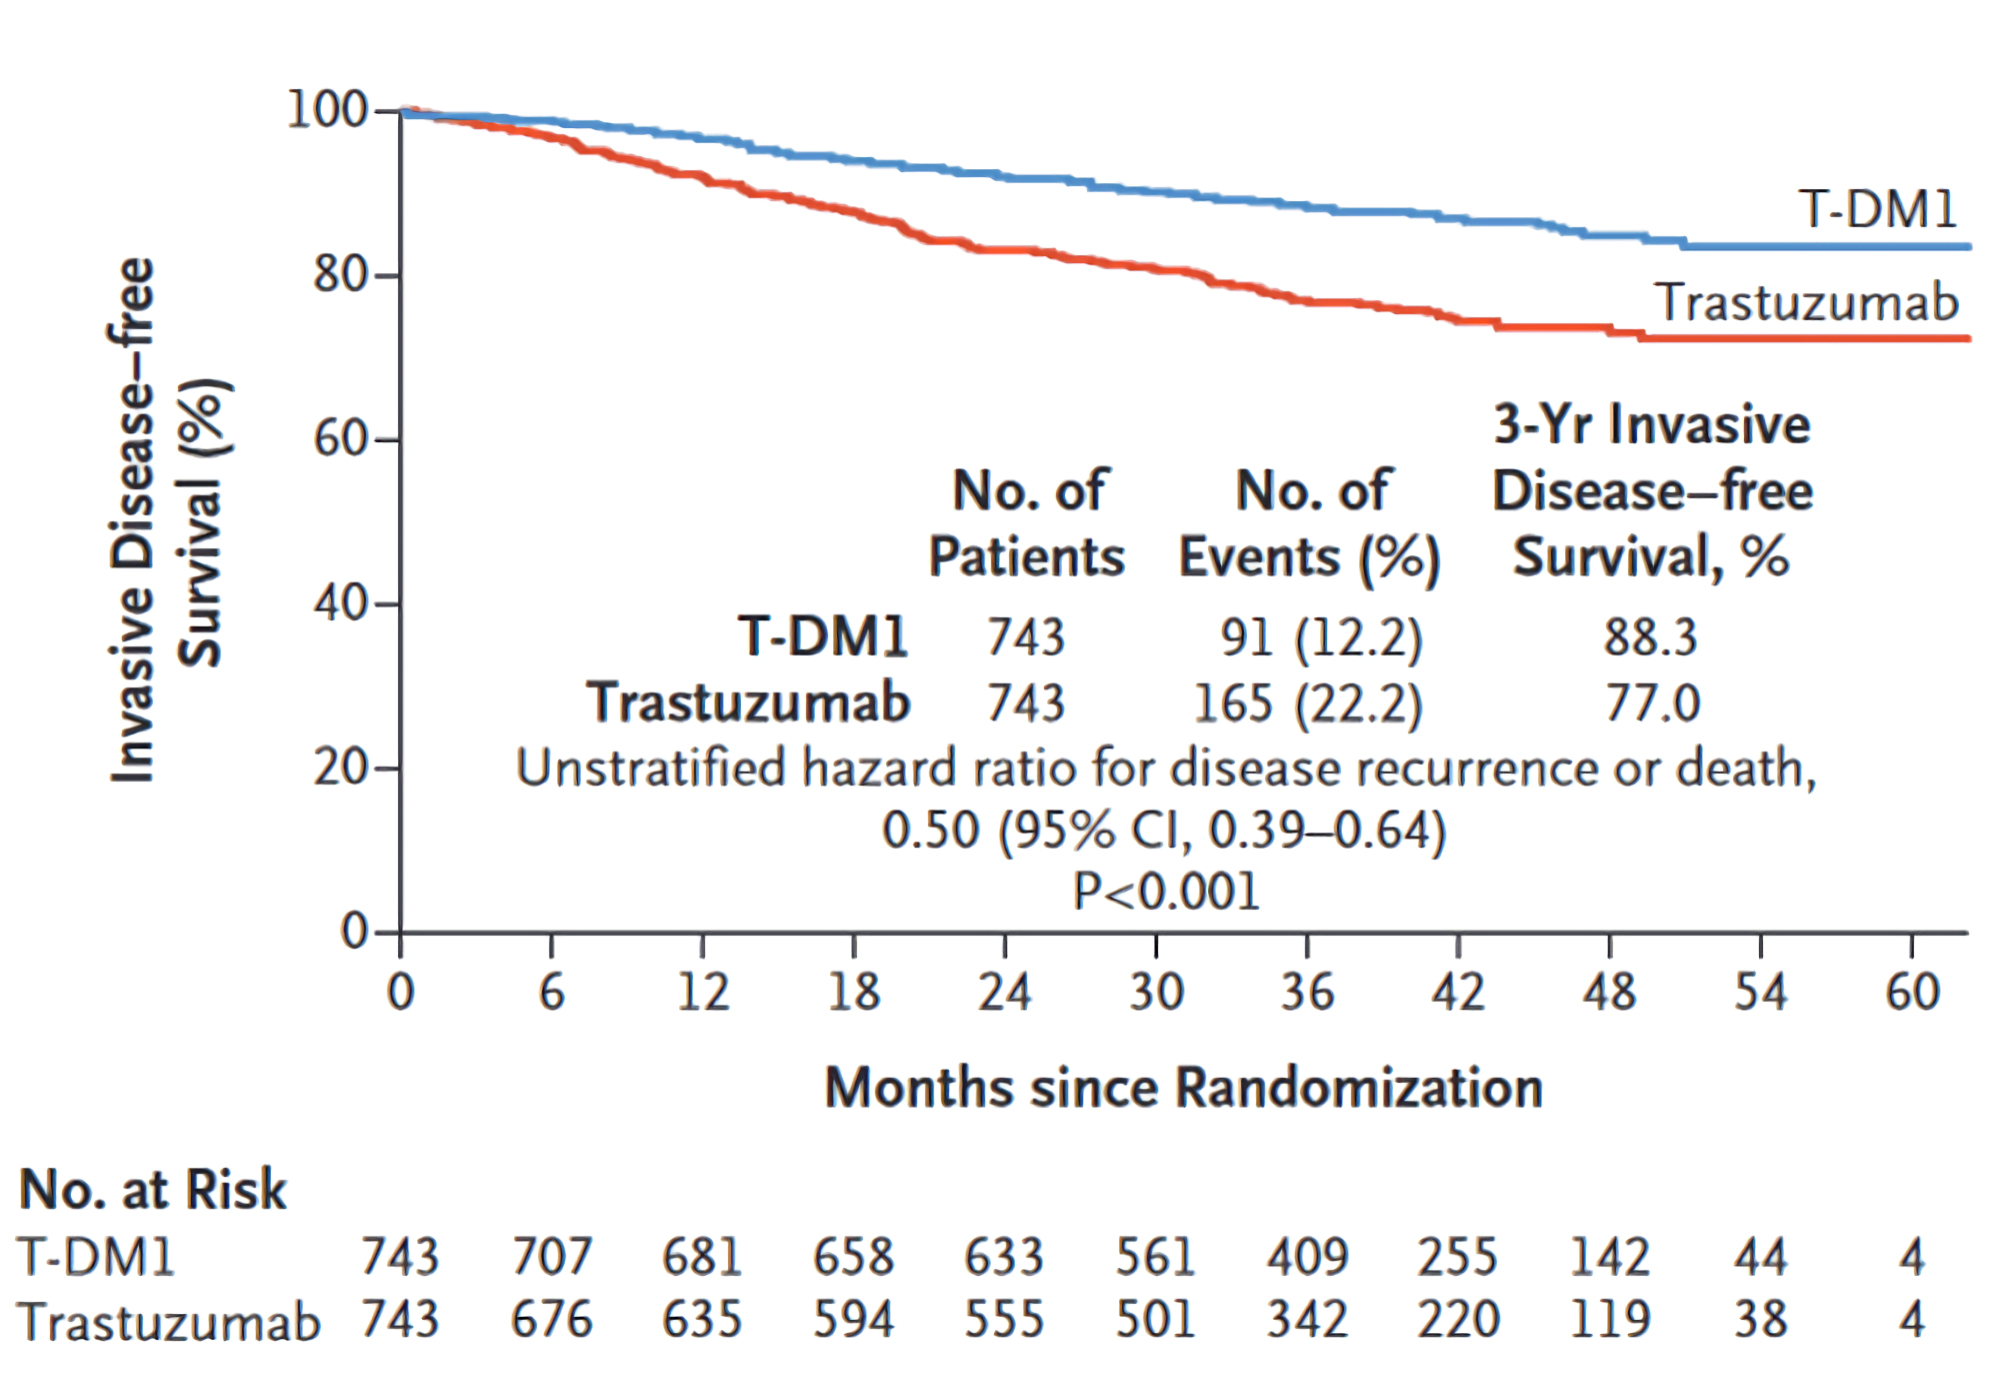 Invasive Disease–free
Survival (%)
100
80
60
40
20
0
T-DM1
Trastuzumab
3-Yr Invasive
No. of No. of Disease–free
Patients Events (%) Survival, %
T-DM1 743 91 (12.2) 88.3
Trastuzumab 743 165 (22.2) 77.0
Unstratified hazard ratio for disease recurrence or death,
0.50 (95% CI, 0.39–0.64)
P<0.001
0 6 12 18 24 30 36 42 48 54 60
Months since Randomization
No. at Risk
T-DM1 743 707 681 658 633 561 409 255 142 44 4
Trastuzumab 743 676 635 594 555 501 342 220 119 38 4